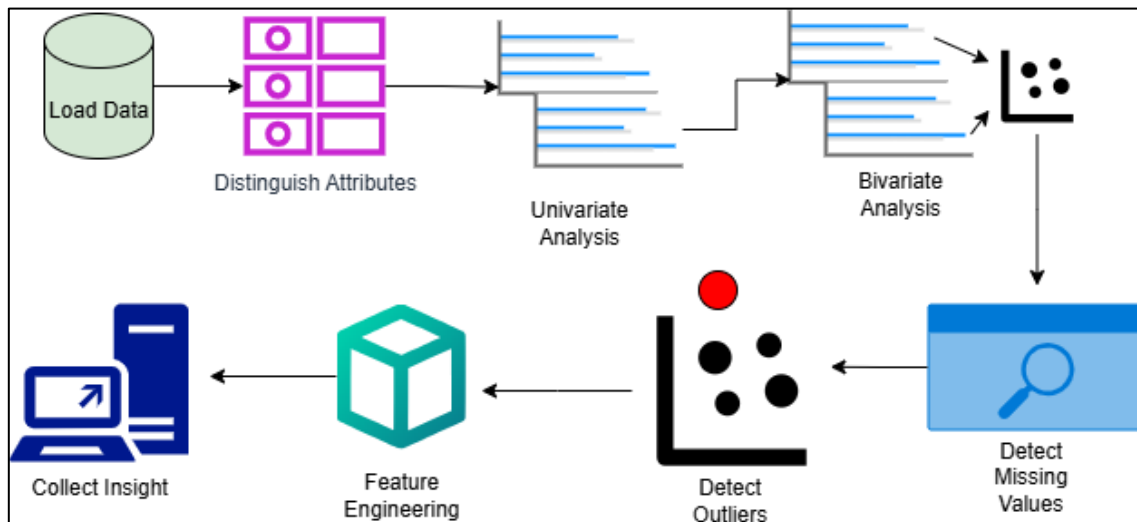 Load Data
Distinguish Attributes
Univariate
Analysis
Bivariate
Analysis
Detect
Missing
Values
Detect
Outliers
Feature
Engineering
Collect Insight